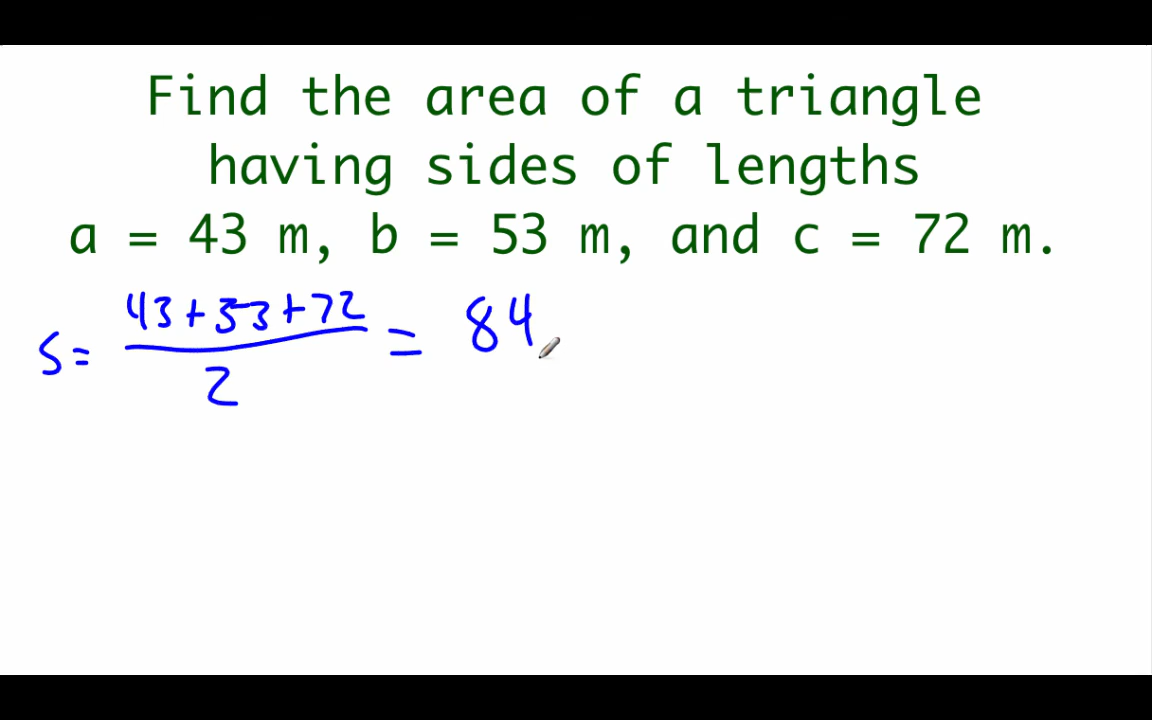 Find the area of a triangle
having sides of lengths
a = 43 m, b = 53 m, and c = 72 m.
s = 43+53+72 = 84
2